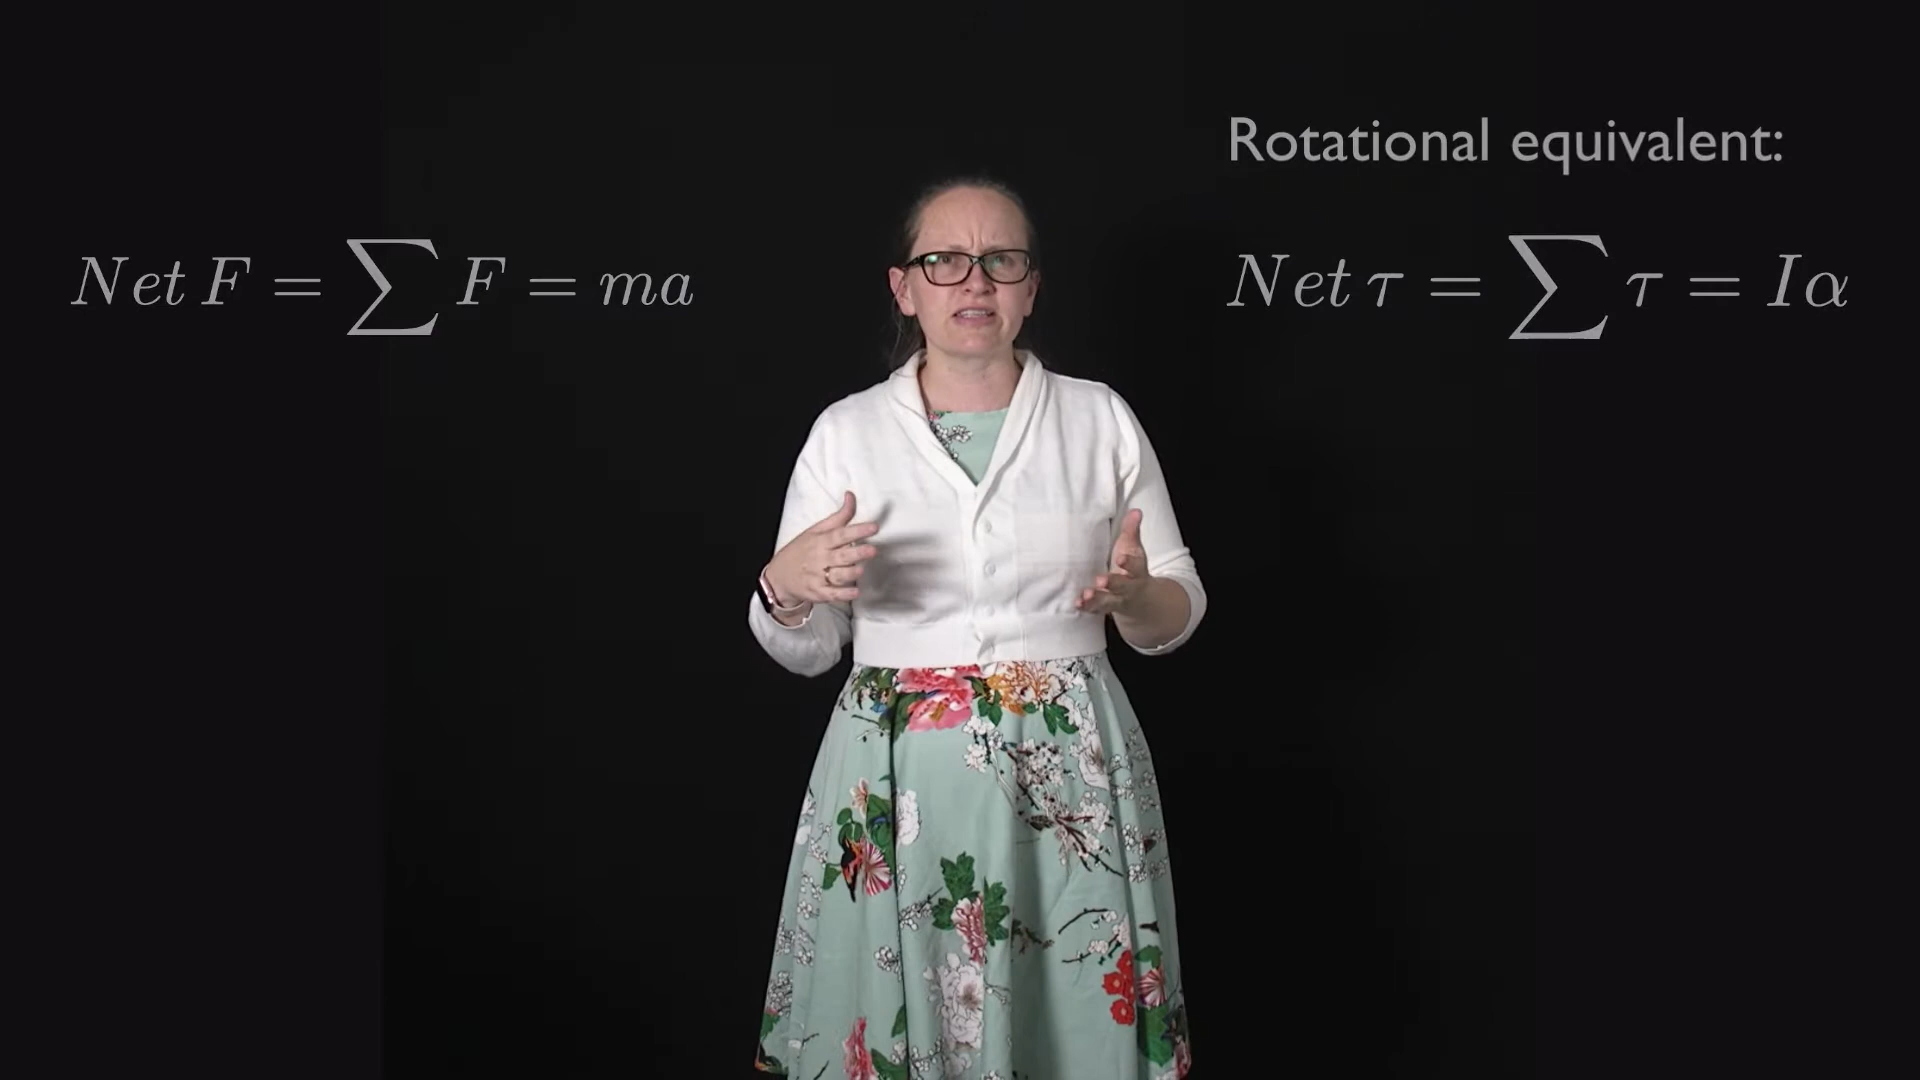 Rotational equivalent:
Net F = ∑ F = ma
Net τ = ∑ τ = Iα